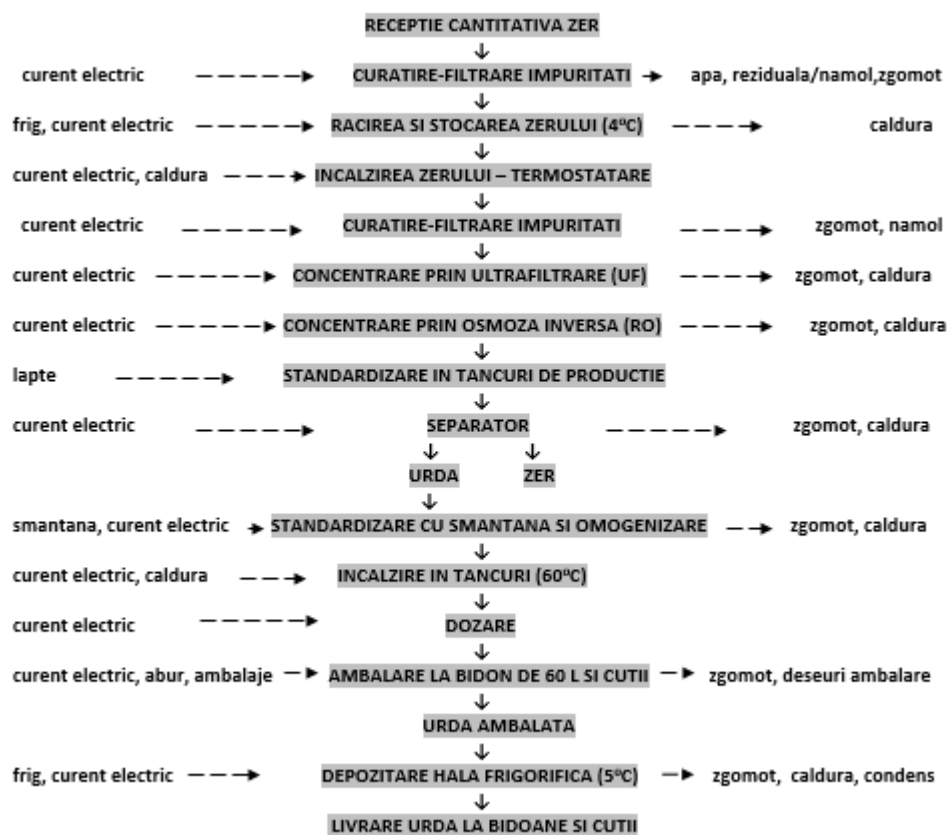 RECEPTIE CANTITATIVA ZER
↓
curent electric ----→ CURATIRE-FILTRARE IMPURITATI → apa, reziduala/namol,zgomot
↓
frig, curent electric ----→ RACIREA SI STOCAREA ZERULUI (4°C) ----→ caldura
↓
curent electric, caldura ----→ INCALZIREA ZERULUI – TERMOSTATARE
↓
curent electric ----→ CURATIRE-FILTRARE IMPURITATI ----→ zgomot, namol
↓
curent electric ----→ CONCENTRARE PRIN ULTRAFILTRARE (UF) ----→ zgomot, caldura
curent electric ----→ CONCENTRARE PRIN OSMOZA INVERSA (RO) ----→ zgomot, caldura
↓
lapte ----→ STANDARDIZARE IN TANCURI DE PRODUCTIE
↓
curent electric ----→ SEPARATOR ----→ zgomot, caldura
↓ ↓
URDA ZER
↓
smantana, curent electric → STANDARDIZARE CU SMANTANA SI OMOGENIZARE --→ zgomot, caldura
↓
curent electric, caldura ---→ INCALZIRE IN TANCURI (60°C)
↓
curent electric ----→ DOZARE
↓
curent electric, abur, ambalaje -→ AMBALARE LA BIDON DE 60 L SI CUTII -→ zgomot, deseuri ambalare
↓
URDA AMBALATA
↓
frig, curent electric ---→ DEPOZITARE HALA FRIGORIFICA (5°C) -→ zgomot, caldura, condens
↓
LIVRARE URDA LA BIDOANE SI CUTII